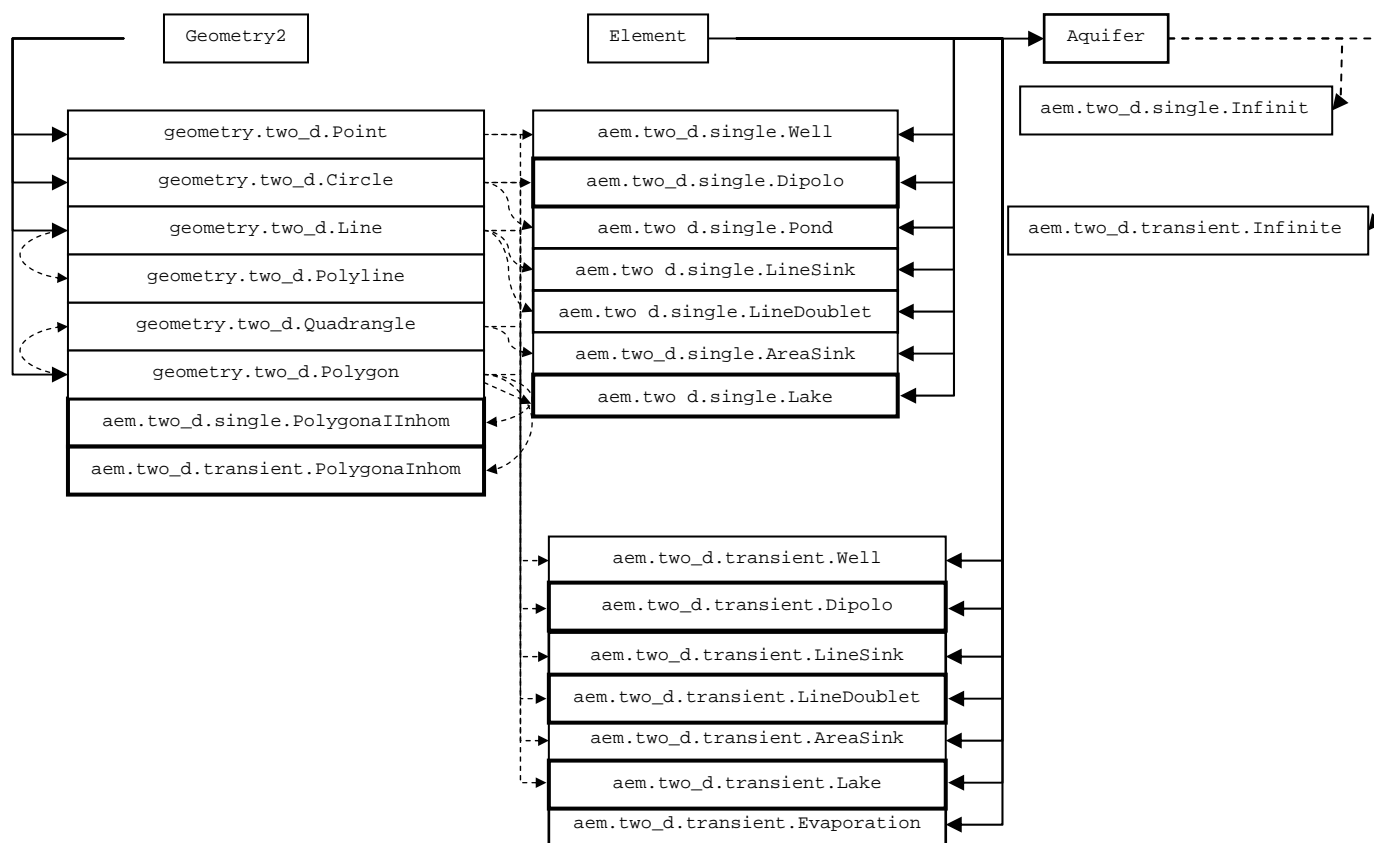 Geometry2
Element
Aquifer
aem.two_d.single.Infinit
aem.two_d.transient.Infinite
geometry.two_d.Point
geometry.two_d.Circle
geometry.two_d.Line
geometry.two_d.Polyline
geometry.two_d.Quadrangle
geometry.two_d.Polygon
aem.two_d.single.PolygonaIInhom
aem.two_d.transient.PolygonaInhom
aem.two_d.single.Well
aem.two_d.single.Dipolo
aem.two d.single.Pond
aem.two d.single.LineSink
aem.two d.single.LineDoublet
aem.two_d.single.AreaSink
aem.two d.single.Lake
aem.two_d.transient.Well
aem.two_d.transient.Dipolo
aem.two_d.transient.LineSink
aem.two_d.transient.LineDoublet
aem.two_d.transient.AreaSink
aem.two_d.transient.Lake
aem.two_d.transient.Evaporation